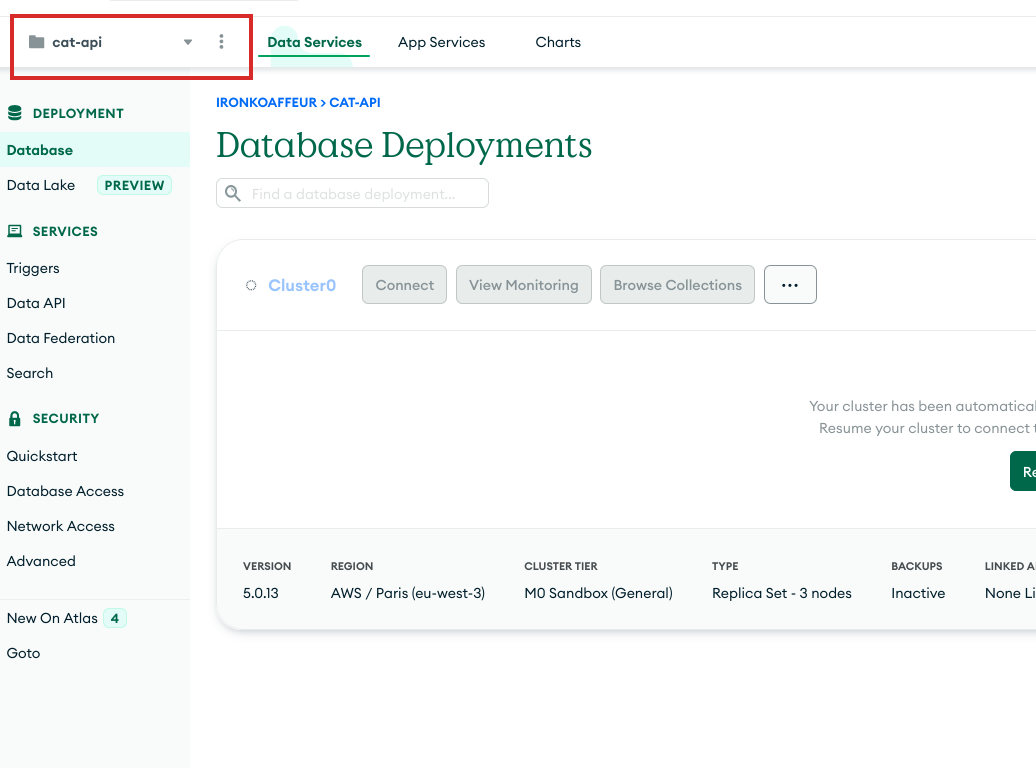 cat-api
Data Services
App Services
Charts
IRONKOAFFEUR > CAT-API
DEPLOYMENT
Database
Data Lake PREVIEW
SERVICES
Triggers
Data API
Data Federation
Search
SECURITY
Quickstart
Database Access
Network Access
Advanced
New On Atlas 4
Goto
Database Deployments
Find a database deployment...
Cluster0
Connect
View Monitoring
Browse Collections
...
Your cluster has been
Resume your cluster to connect
VERSION
5.0.13
REGION
AWS / Paris (eu-west-3)
CLUSTER TIER
M0 Sandbox (General)
TYPE
Replica Set - 3 nodes
BACKUPS
Inactive
LINKED
None